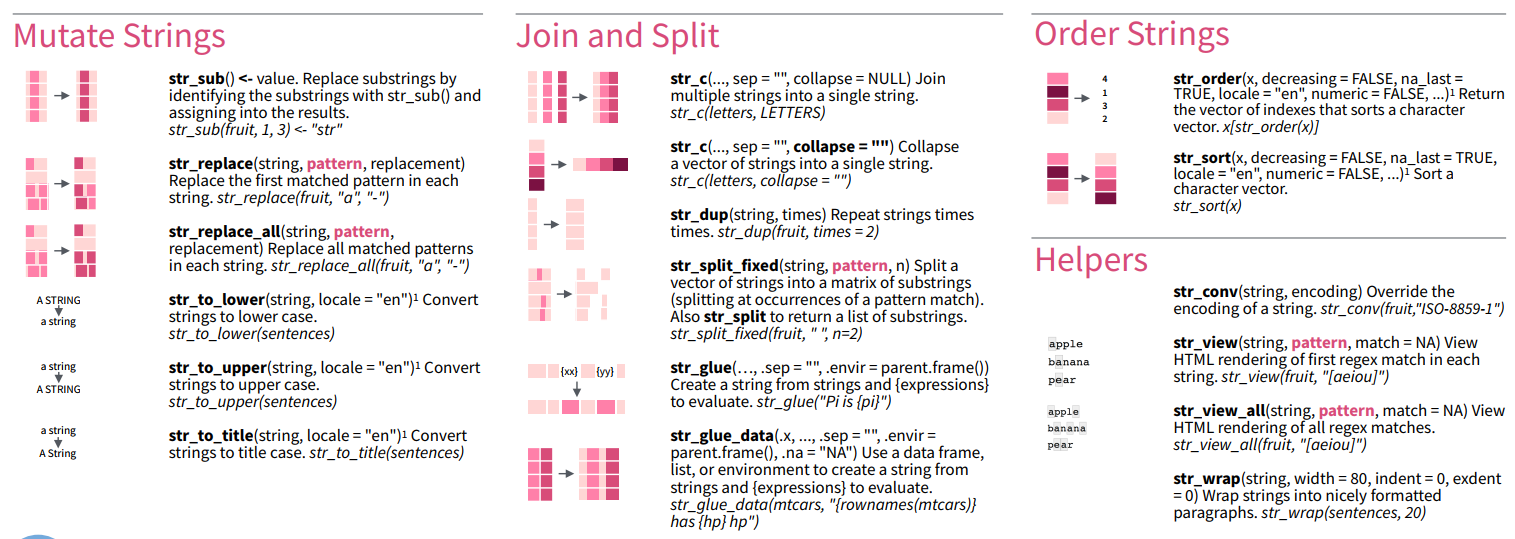 Mutate Strings
str_sub() <- value. Replace substrings by
identifying the substrings with str_sub() and
assigning into the results.
str_sub(fruit, 1, 3) <- "str"
str_replace(string, pattern, replacement)
Replace the first matched pattern in each
string. str_replace(fruit, "a", "-")
str_replace_all(string, pattern,
replacement) Replace all matched patterns
in each string. str_replace_all(fruit, "a", "-")
A STRING
a string
str_to_lower(string, locale = "en")¹ Convert
strings to lower case.
str_to_lower(sentences)
a string
A STRING
str_to_upper(string, locale = "en")¹ Convert
strings to upper case.
str_to_upper(sentences)
a string
A String
str_to_title(string, locale = "en")¹ Convert
strings to title case. str_to_title(sentences)
Join and Split
str_c(..., sep = "", collapse = NULL) Join
multiple strings into a single string.
str_c(letters, LETTERS)
str_c(..., sep = "", collapse = "") Collapse
a vector of strings into a single string.
str_c(letters, collapse = "")
str_dup(string, times) Repeat strings times
times. str_dup(fruit, times = 2)
str_split_fixed(string, pattern, n) Split a
vector of strings into a matrix of substrings
(splitting at occurrences of a pattern match).
Also str_split to return a list of substrings.
str_split_fixed(fruit, " ", n=2)
{xx} {yy}
str_glue(…, .sep = "", .envir = parent.frame())
Create a string from strings and {expressions}
to evaluate. str_glue("Pi is {pi}")
str_glue_data(.x, ..., .sep = "", .envir =
parent.frame(), .na = "NA") Use a data frame,
list, or environment to create a string from
strings and {expressions} to evaluate.
str_glue_data(mtcars, "{rownames(mtcars)}
has {hp} hp")
Order Strings
4
1
3
2
str_order(x, decreasing = FALSE, na_last =
TRUE, locale = "en", numeric = FALSE, ...)¹ Return
the vector of indexes that sorts a character
vector. x[str_order(x)]
str_sort(x, decreasing = FALSE, na_last = TRUE,
locale = "en", numeric = FALSE, ...)¹ Sort a
character vector.
str_sort(x)
Helpers
str_conv(string, encoding) Override the
encoding of a string. str_conv(fruit,"ISO-8859-1")
apple
banana
pear
str_view(string, pattern, match = NA) View
HTML rendering of first regex match in each
string. str_view(fruit, "[aeiou]")
apple
banana
pear
str_view_all(string, pattern, match = NA) View
HTML rendering of all regex matches.
str_view_all(fruit, "[aeiou]")
str_wrap(string, width = 80, indent = 0, exdent
= 0) Wrap strings into nicely formatted
paragraphs. str_wrap(sentences, 20)